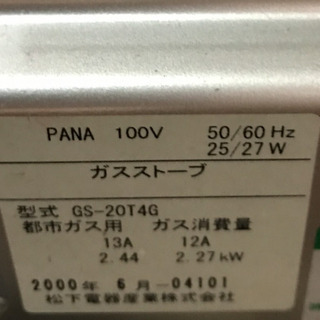 PANA 100V 50/60 Hz
25/27 W
ガスストーブ
型式 GS-20T4G
都市ガス用 ガス消費量
13A 12A
2.44 2.27kW
2000年 6月-04101
松下電器産業株式会社